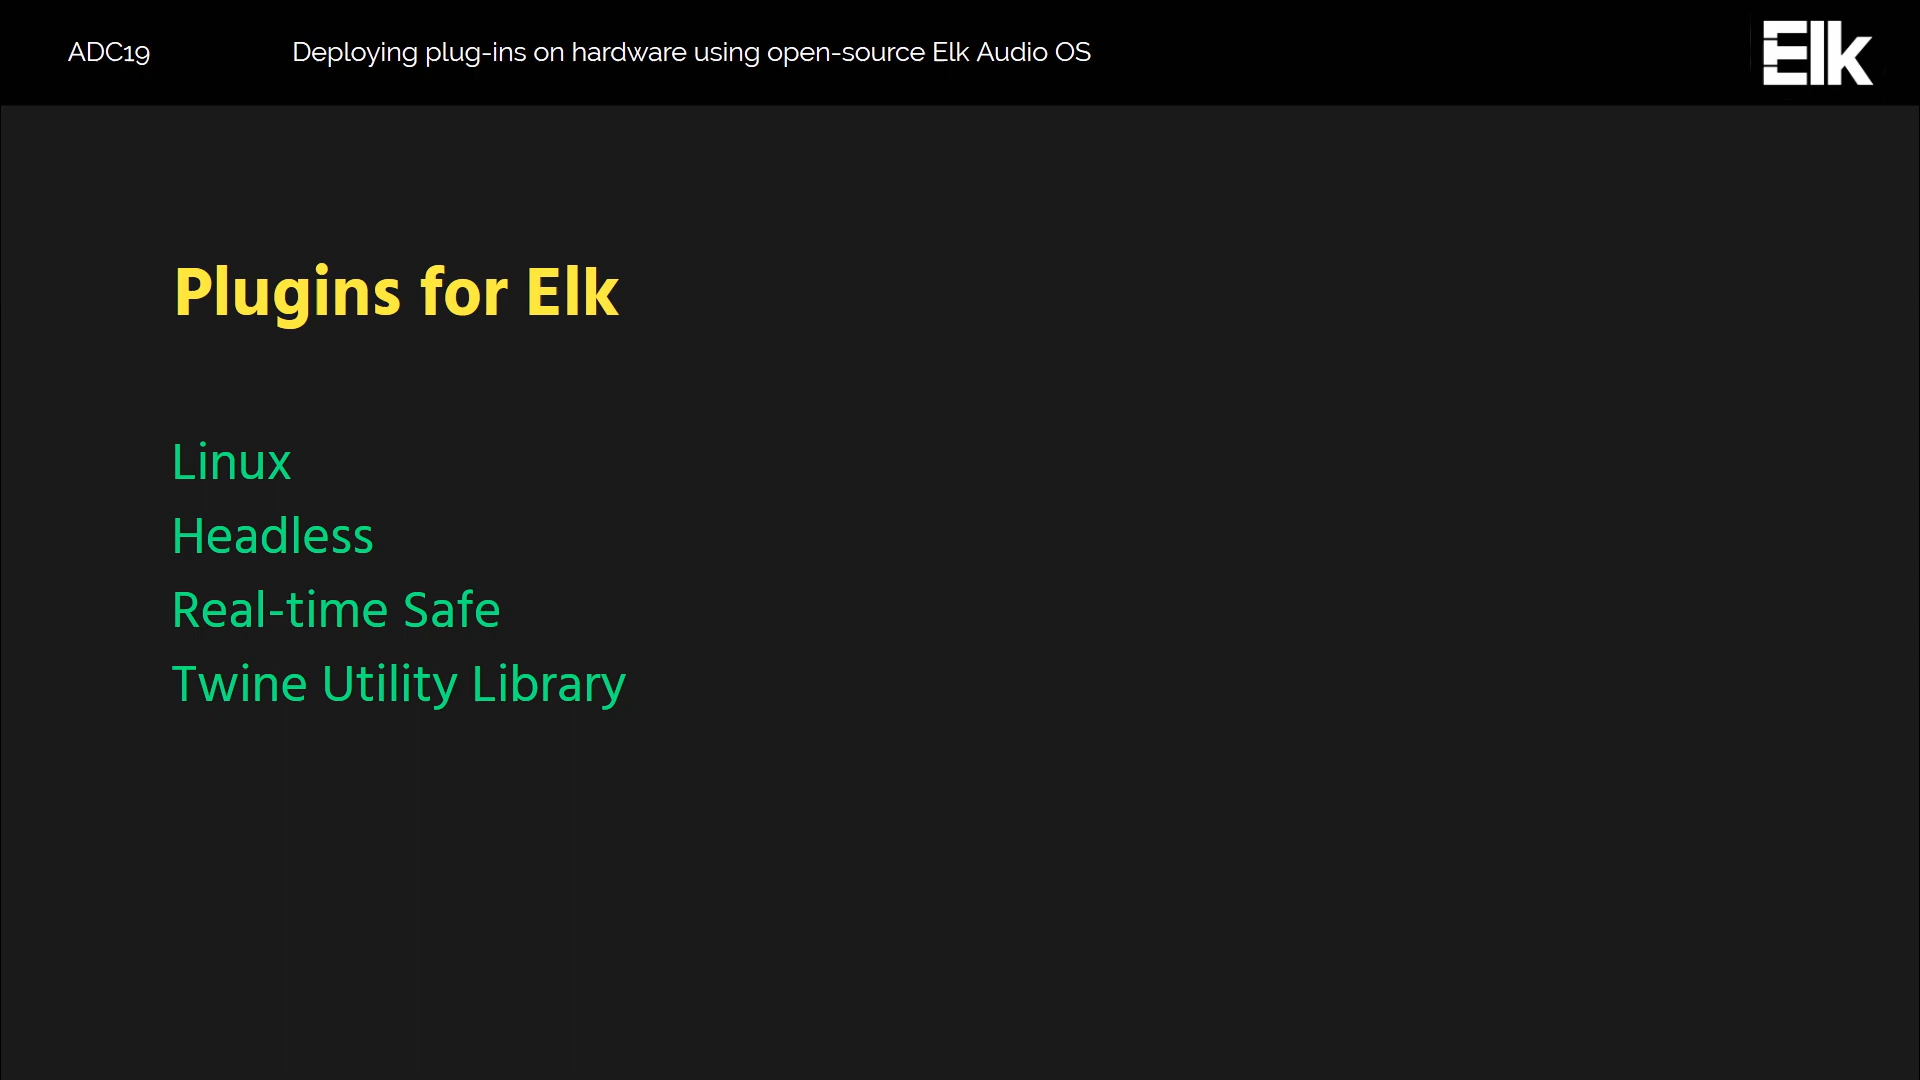 ADC19
Deploying plug-ins on hardware using open-source Elk Audio OS
Elk
Plugins for Elk
Linux
Headless
Real-time Safe
Twine Utility Library